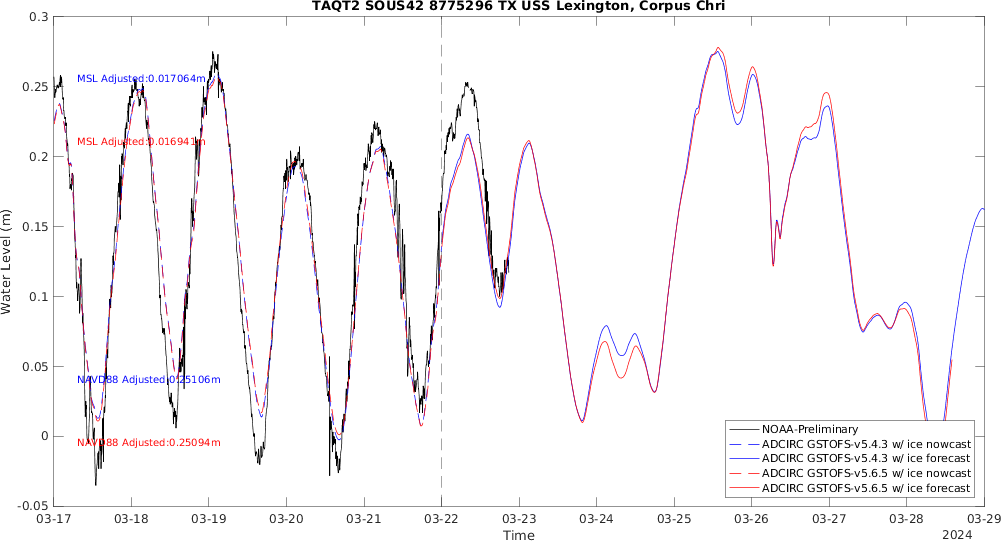 TAQT2 SOUS42 8775296 TX USS Lexington, Corpus Chri
0.3
0.25
0.2
0.15
0.1
0.05
0
-0.05
Water Level (m)
MSL Adjusted:0.017064m
MSL Adjusted:0.016941m
NAVD88 Adjusted:0.25106m
NAVD88 Adjusted:0.25094m
NOAA-Preliminary
ADCIRC GSTOFS-v5.4.3 w/ ice nowcast
ADCIRC GSTOFS-v5.4.3 w/ ice forecast
ADCIRC GSTOFS-v5.6.5 w/ ice nowcast
ADCIRC GSTOFS-v5.6.5 w/ ice forecast
03-17 03-18 03-19 03-20 03-21 03-22 03-23 03-24 03-25 03-26 03-27 03-28 03-29
Time
2024